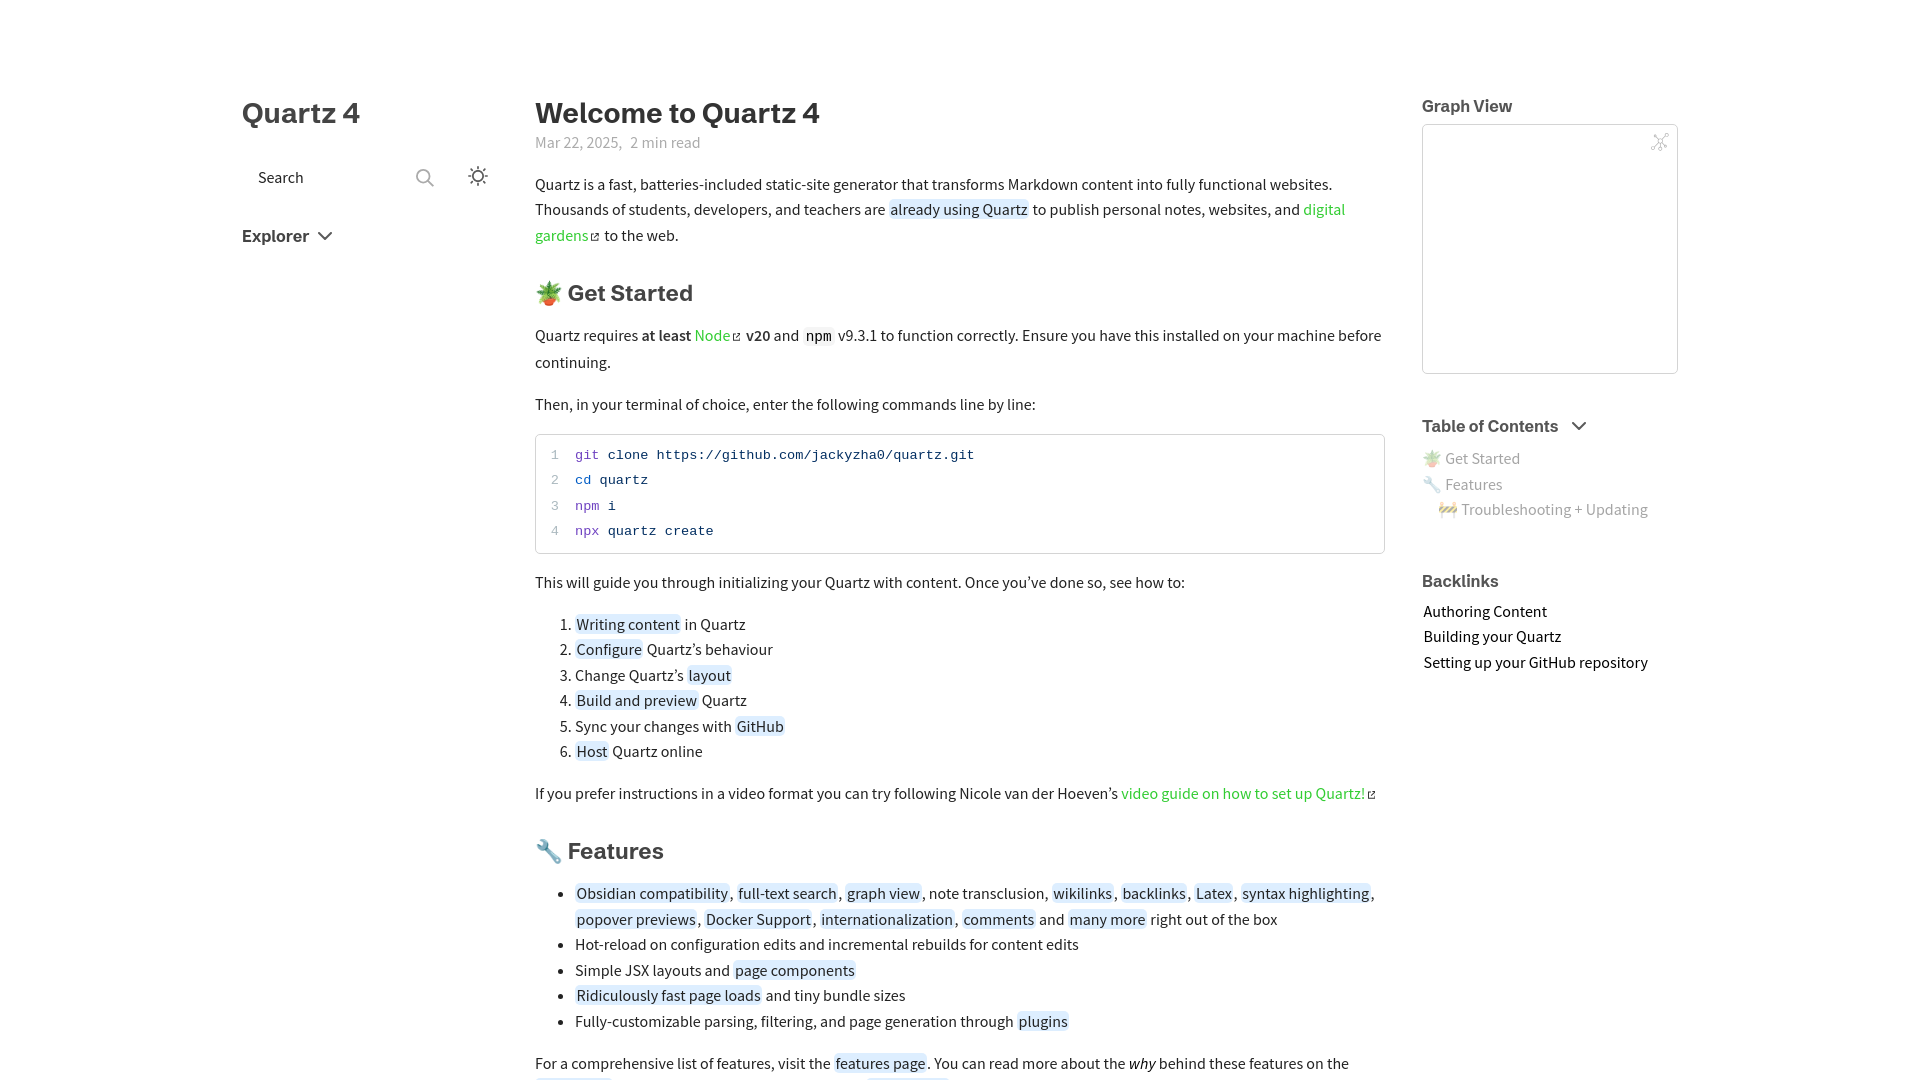 Quartz 4
Search
Explorer
Welcome to Quartz 4
Mar 22, 2025, 2 min read
Quartz is a fast, batteries-included static-site generator that transforms Markdown content into fully functional websites.
Thousands of students, developers, and teachers are already using Quartz to publish personal notes, websites, and digital
gardens to the web.
🪴 Get Started
Quartz requires at least Node v20 and npm v9.3.1 to function correctly. Ensure you have this installed on your machine before
continuing.
Then, in your terminal of choice, enter the following commands line by line:
1 git clone https://github.com/jackyzha0/quartz.git
2 cd quartz
3 npm i
4 npx quartz create
This will guide you through initializing your Quartz with content. Once you’ve done so, see how to:
1. Writing content in Quartz
2. Configure Quartz’s behaviour
3. Change Quartz’s layout
4. Build and preview Quartz
5. Sync your changes with GitHub
6. Host Quartz online
If you prefer instructions in a video format you can try following Nicole van der Hoeven’s video guide on how to set up Quartz!
🔧 Features
• Obsidian compatibility, full-text search, graph view, note transclusion, wikilinks, backlinks, Latex, syntax highlighting,
popover previews, Docker Support, internationalization, comments and many more right out of the box
• Hot-reload on configuration edits and incremental rebuilds for content edits
• Simple JSX layouts and page components
• Ridiculously fast page loads and tiny bundle sizes
• Fully-customizable parsing, filtering, and page generation through plugins
For a comprehensive list of features, visit the features page. You can read more about the why behind these features on the
Graph View
Table of Contents
🪴 Get Started
🔧 Features
🚧 Troubleshooting + Updating
Backlinks
Authoring Content
Building your Quartz
Setting up your GitHub repository